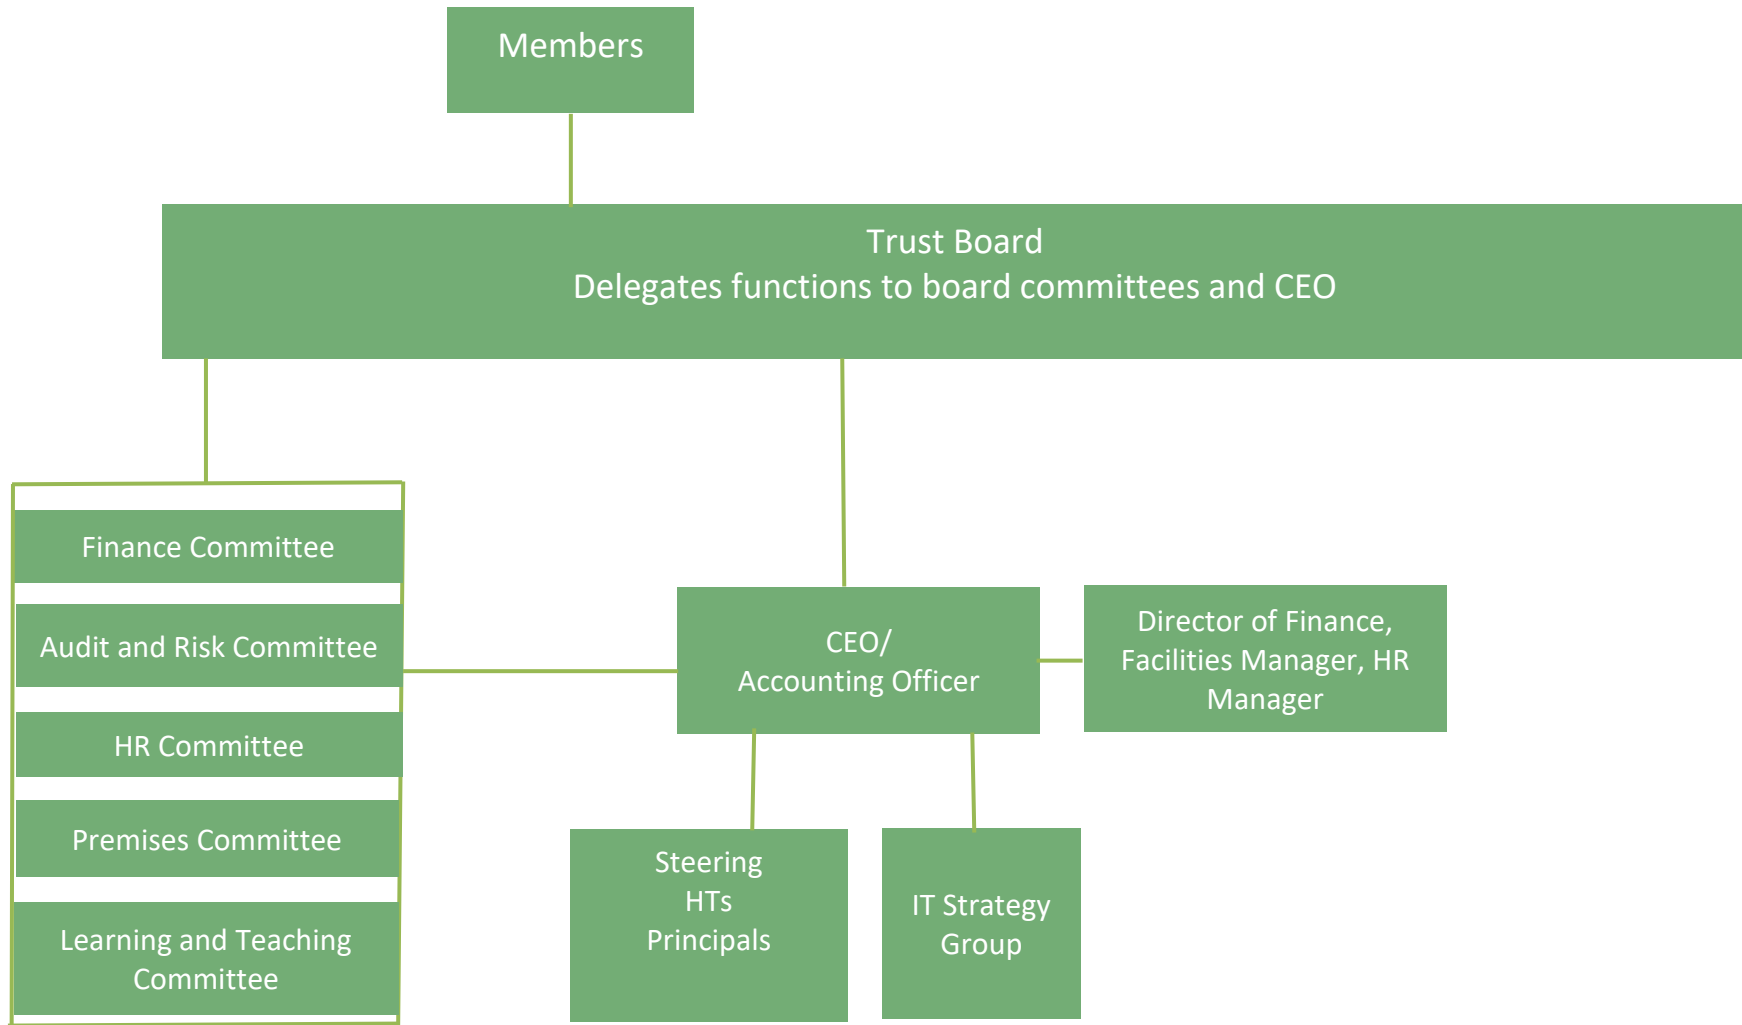 Members
Trust Board
Delegates functions to board committees and CEO
Finance Committee
Audit and Risk Committee
HR Committee
Premises Committee
Learning and Teaching
Committee
CEO/
Accounting Officer
Director of Finance,
Facilities Manager, HR
Manager
Steering
HTs
Principals
IT Strategy
Group